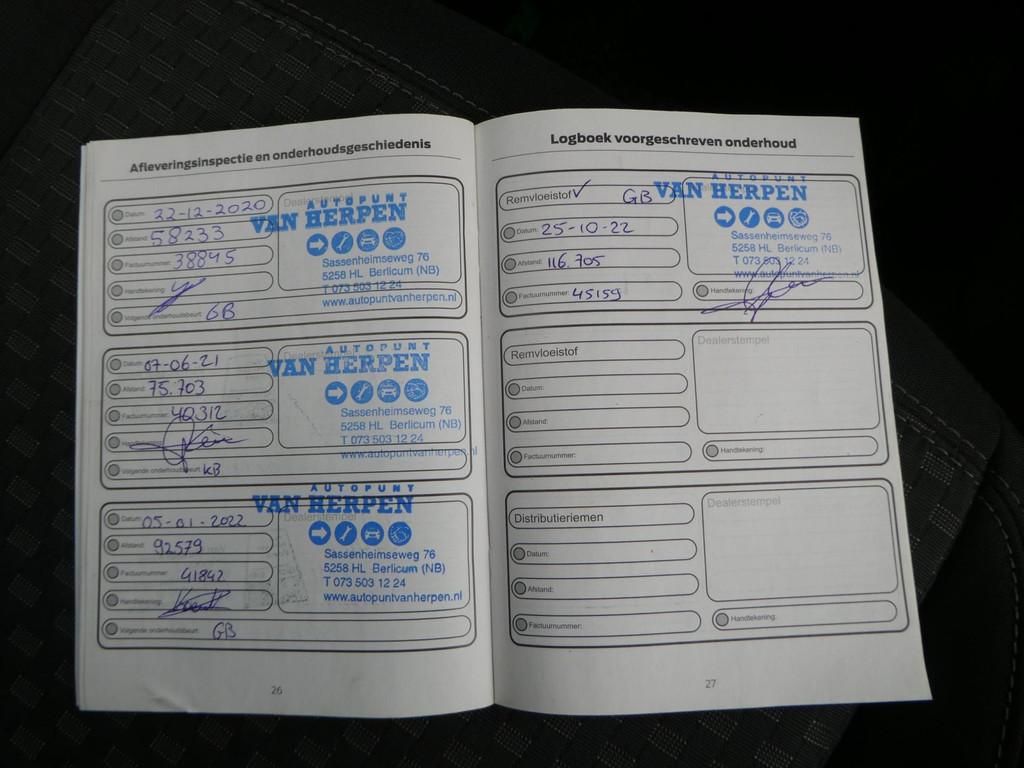 Afleveringsinspectie en onderhoudsgeschiedenis
Datum: 22-12-2020
Afstand: 58233
Factuurnummer: 38845
Handtekening:
Volgende onderhoudsbeurt: GB
Dealerstempel
AUTOPUNT
VAN HERPEN
Sassenheimseweg 76
5258 HL Berlicum (NB)
T 073 503 12 24
www.autopuntvanherpen.nl
Datum: 07-06-21
Afstand: 75.703
Factuurnummer: 40312
Handtekening:
Volgende onderhoudsbeurt: KB
Dealerstempel
AUTOPUNT
VAN HERPEN
Sassenheimseweg 76
5258 HL Berlicum (NB)
T 073 503 12 24
www.autopuntvanherpen.nl
Datum: 05-01-2022
Afstand: 92579
Factuurnummer: 41842
Handtekening:
Volgende onderhoudsbeurt: GB
Dealerstempel
AUTOPUNT
VAN HERPEN
Sassenheimseweg 76
5258 HL Berlicum (NB)
T 073 503 12 24
www.autopuntvanherpen.nl
26
Logboek voorgeschreven onderhoud
Remvloeistof ✓ GB
Datum: 25-10-22
Afstand: 116.705
Factuurnummer: 45159
Dealerstempel
AUTOPUNT
VAN HERPEN
Sassenheimseweg 76
5258 HL Berlicum (NB)
T 073 503 12 24
www.autopuntvanherpen.nl
Handtekening:
Remvloeistof
Datum:
Afstand:
Factuurnummer:
Dealerstempel
Handtekening:
Distributieriemen
Datum:
Afstand:
Factuurnummer:
Dealerstempel
Handtekening:
27